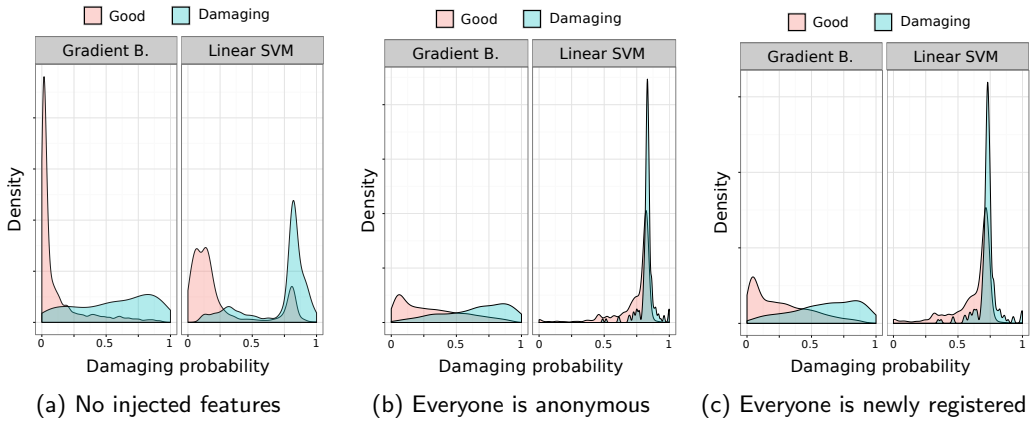 Good Damaging
Gradient B. Linear SVM
Density
0 0.5 1 0 0.5 1
Damaging probability
(a) No injected features
Good Damaging
Gradient B. Linear SVM
Density
0 0.5 1 0 0.5 1
Damaging probability
(b) Everyone is anonymous
Good Damaging
Gradient B. Linear SVM
Density
0 0.5 1 0 0.5 1
Damaging probability
(c) Everyone is newly registered